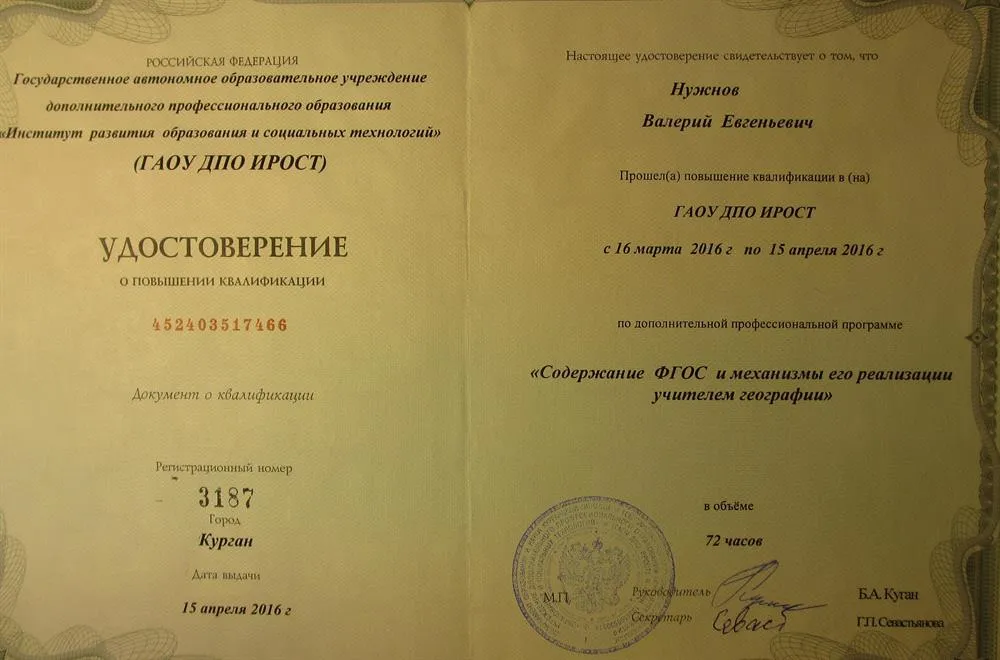 РОССИЙСКАЯ ФЕДЕРАЦИЯ
Государственное автономное образовательное учреждение
дополнительного профессионального образования
«Институт развития образования и социальных технологий»
(ГАОУ ДПО ИРОСТ)
УДОСТОВЕРЕНИЕ
О ПОВЫШЕНИИ КВАЛИФИКАЦИИ
452403517466
Документ о квалификации
Регистрационный номер
3187
Город
Курган
Дата выдачи
15 апреля 2016 г
Настоящее удостоверение свидетельствует о том, что
Нужнов
Валерий Евгеньевич
Прошел(а) повышение квалификации в (на)
ГАОУ ДПО ИРОСТ
с 16 марта 2016 г по 15 апреля 2016 г
по дополнительной профессиональной программе
«Содержание ФГОС и механизмы его реализации
учителем географии»
в объёме
72 часов
М.П.
Руководитель Б.А. Куган
Секретарь Севаст Г.П. Севастьянова